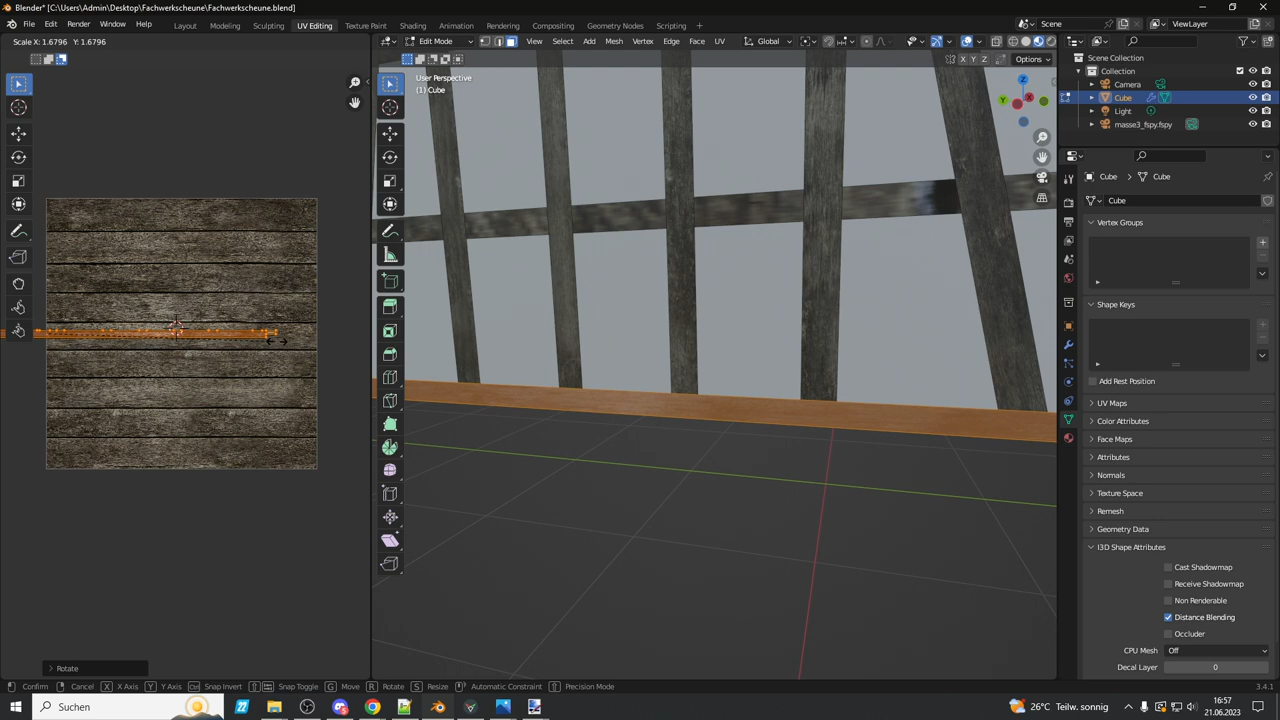 Blender* [C:\Users\Admin\Desktop\Fachwerkscheune\Fachwerkscheune.blend]
File Edit Render Window Help Layout Modeling Sculpting UV Editing Texture Paint Shading Animation Rendering Compositing Geometry Nodes Scripting + Scene ViewLayer
Scale X: 1.6796 Y: 1.6796
Edit Mode View Select Add Mesh Vertex Edge Face UV Global
X Y Z Options
User Perspective
(1) Cube
Scene Collection
Collection
Camera
Cube
Light
masse3_fspy.fspy
Cube Cube
Cube
Vertex Groups
Shape Keys
Add Rest Position
UV Maps
Color Attributes
Face Maps
Attributes
Normals
Texture Space
Remesh
Geometry Data
I3D Shape Attributes
Cast Shadowmap
Receive Shadowmap
Non Renderable
Distance Blending
Occluder
CPU Mesh Off
Decal Layer 0
Rotate
Confirm Cancel X X Axis Y Y Axis Ctrl Snap Invert Snap Toggle G Move R Rotate S Resize Automatic Constraint Precision Mode 3.4.1
Suchen
26°C Teilw. sonnig
16:57
21.06.2023
Z
Y
X